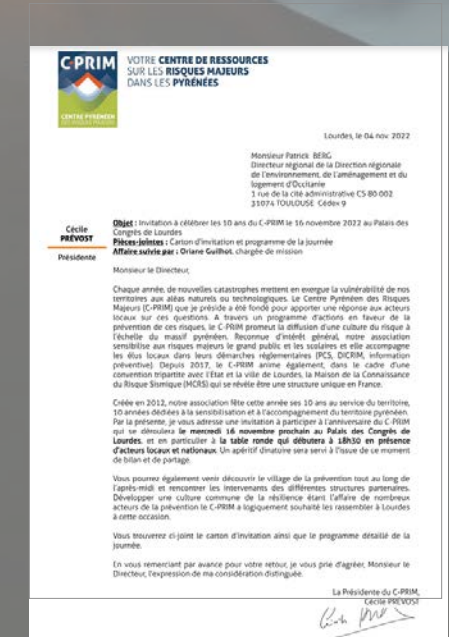 C·PRIM
CENTRE PYRÉNÉEN
DES RISQUES MAJEURS
VOTRE CENTRE DE RESSOURCES
SUR LES RISQUES MAJEURS
DANS LES PYRÉNÉES
Lourdes, le 04 nov. 2022
Monsieur Patrick BERG
Directeur régional de la Direction régionale
de l'environnement, de l'aménagement et du
logement d'Occitanie
1 rue de la cité administrative CS 80 002
31074 TOULOUSE Cédex 9
Cécile
PRÉVOST
Présidente
Objet : Invitation à célébrer les 10 ans du C-PRIM le 16 novembre 2022 au Palais des
Congrès de Lourdes
Pièces-jointes : Carton d'invitation et programme de la journée
Affaire suivie par : Oriane Guilhot, chargée de mission
Monsieur le Directeur,
Chaque année, de nouvelles catastrophes mettent en exergue la vulnérabilité de nos
territoires aux aléas naturels ou technologiques. Le Centre Pyrénéen des Risques
Majeurs (C-PRIM) que je préside a été fondé pour apporter une réponse aux acteurs
locaux sur ces questions. A travers un programme d'actions en faveur de la
prévention de ces risques, le C-PRIM promeut la diffusion d'une culture du risque à
l'échelle du massif pyrénéen. Reconnue d'intérêt général, notre association
sensibilise aux risques majeurs le grand public et les scolaires et elle accompagne
les élus locaux dans leurs démarches réglementaires (PCS, DICRIM, information
préventive). Depuis 2017, le C-PRIM anime également, dans le cadre d'une
convention tripartite avec l'Etat et la ville de Lourdes, la Maison de la Connaissance
du Risque Sismique (MCRS) qui se révèle être une structure unique en France.
Créée en 2012, notre association fête cette année ses 10 ans au service du territoire,
10 années dédiées à la sensibilisation et à l'accompagnement du territoire pyrénéen.
Par la présente, je vous adresse une invitation à participer à l'anniversaire du C-PRIM
qui se déroulera le mercredi 16 novembre prochain au Palais des Congrès de
Lourdes, et en particulier à la table ronde qui débutera à 18h30 en présence
d'acteurs locaux et nationaux. Un apéritif dinatoire sera servi à l'issue de ce moment
de bilan et de partage.
Vous pourrez également venir découvrir le village de la prévention tout au long de
l'après-midi et rencontrer les intervenants des différentes structures partenaires.
Développer une culture commune de la résilience étant l'affaire de nombreux
acteurs de la prévention le C-PRIM a logiquement souhaité les rassembler à Lourdes
à cette occasion.
Vous trouverez ci-joint le carton d'invitation ainsi que le programme détaillé de la
journée.
En vous remerciant par avance pour votre retour, je vous prie d'agréer, Monsieur le
Directeur, l'expression de ma considération distinguée.
La Présidente du C-PRIM,
Cécile PRÉVOST